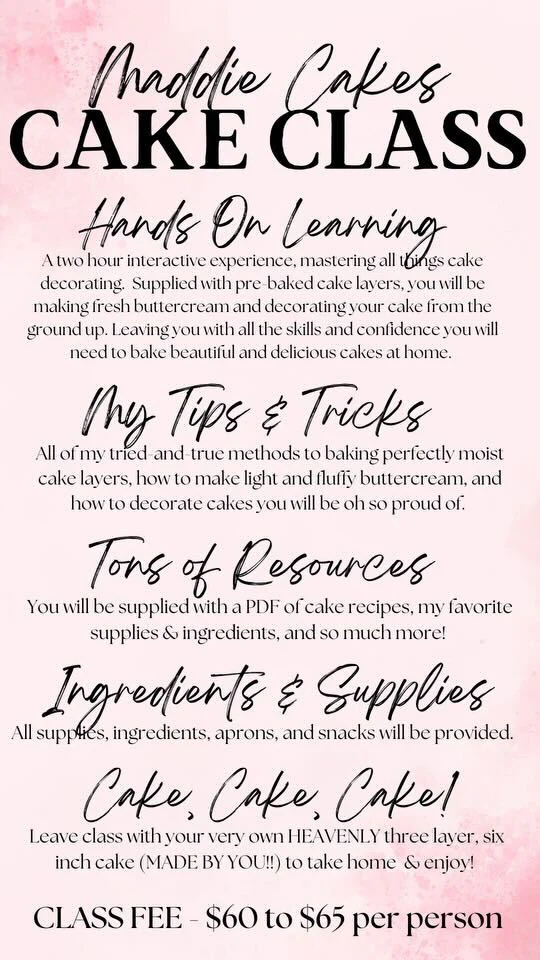 Maddie Cakes
CAKE CLASS
Hands On Learning
A two hour interactive experience, mastering all things cake
decorating. Supplied with pre-baked cake layers, you will be
making fresh buttercream and decorating your cake from the
ground up. Leaving you with all the skills and confidence you will
need to bake beautiful and delicious cakes at home.
My Tips & Tricks
All of my tried-and-true methods to baking perfectly moist
cake layers, how to make light and fluffy buttercream, and
how to decorate cakes you will be oh so proud of.
Tons of Resources
You will be supplied with a PDF of cake recipes, my favorite
supplies & ingredients, and so much more!
Ingredients & Supplies
All supplies, ingredients, aprons, and snacks will be provided.
Cake, Cake, Cake!
Leave class with your very own HEAVENLY three layer, six
inch cake (MADE BY YOU!!) to take home & enjoy!
CLASS FEE - $60 to $65 per person